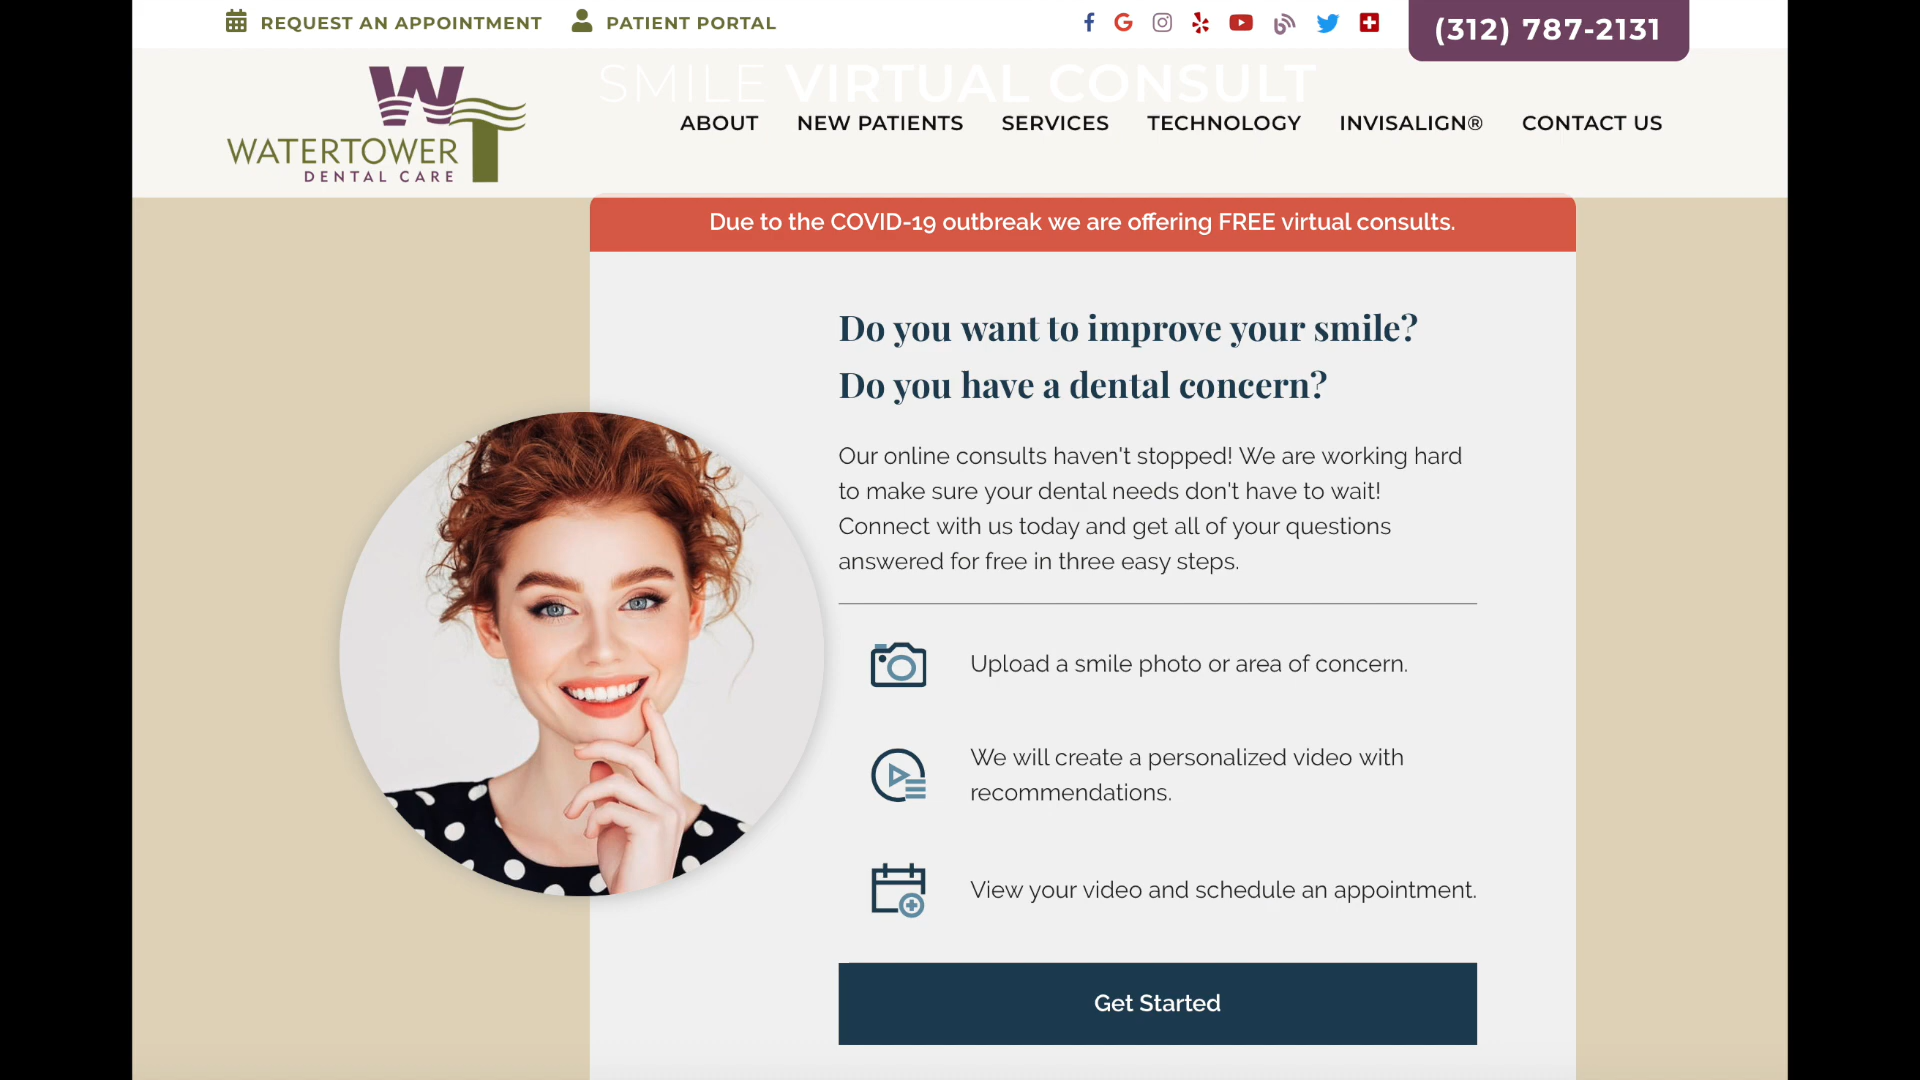 REQUEST AN APPOINTMENT
PATIENT PORTAL
(312) 787-2131
SMILE VIRTUAL CONSULT
WT
WATERTOWER
DENTAL CARE
ABOUT
NEW PATIENTS
SERVICES
TECHNOLOGY
INVISALIGN®
CONTACT US
Due to the COVID-19 outbreak we are offering FREE virtual consults.
Do you want to improve your smile?
Do you have a dental concern?
Our online consults haven't stopped! We are working hard
to make sure your dental needs don't have to wait!
Connect with us today and get all of your questions
answered for free in three easy steps.
Upload a smile photo or area of concern.
We will create a personalized video with
recommendations.
View your video and schedule an appointment.
Get Started